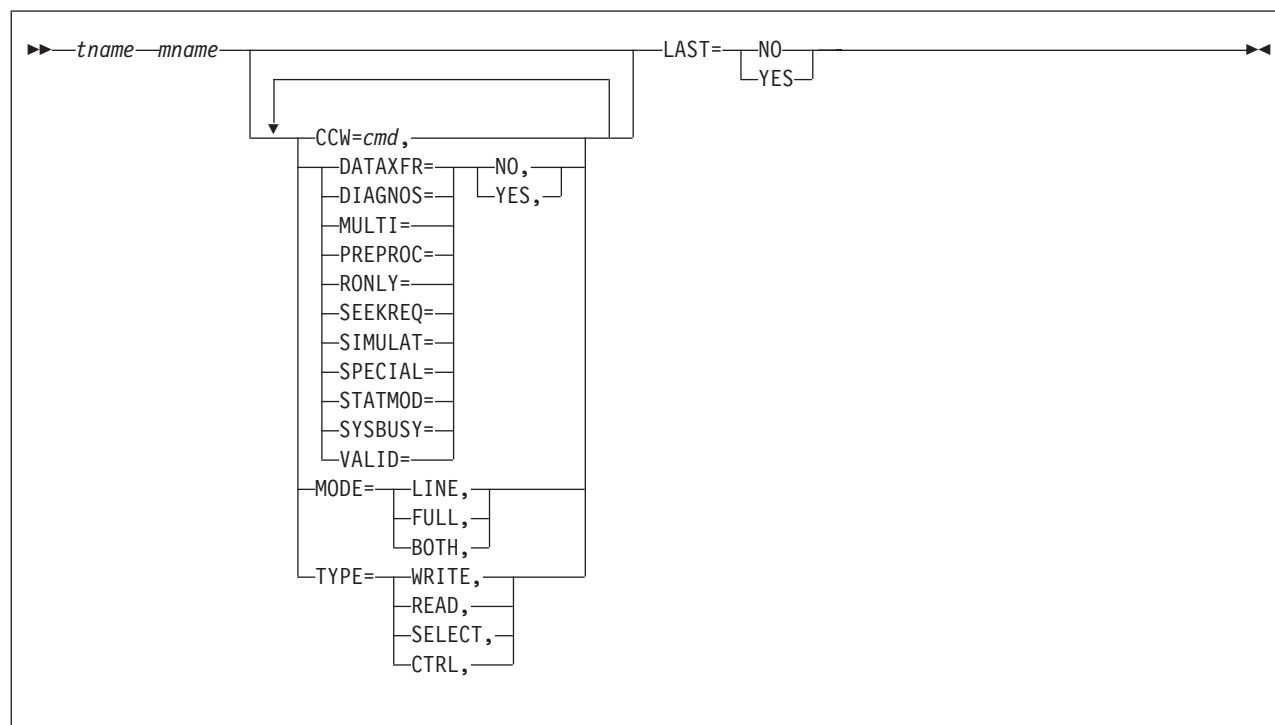 tname mname LAST= NO
YES
CCW=cmd,
DATAXFR= NO,
DIAGNOS= YES,
MULTI=
PREPROC=
RONLY=
SEEKREQ=
SIMULAT=
SPECIAL=
STATMOD=
SYSBUSY=
VALID=
MODE= LINE,
FULL,
BOTH,
TYPE= WRITE,
READ,
SELECT,
CTRL,